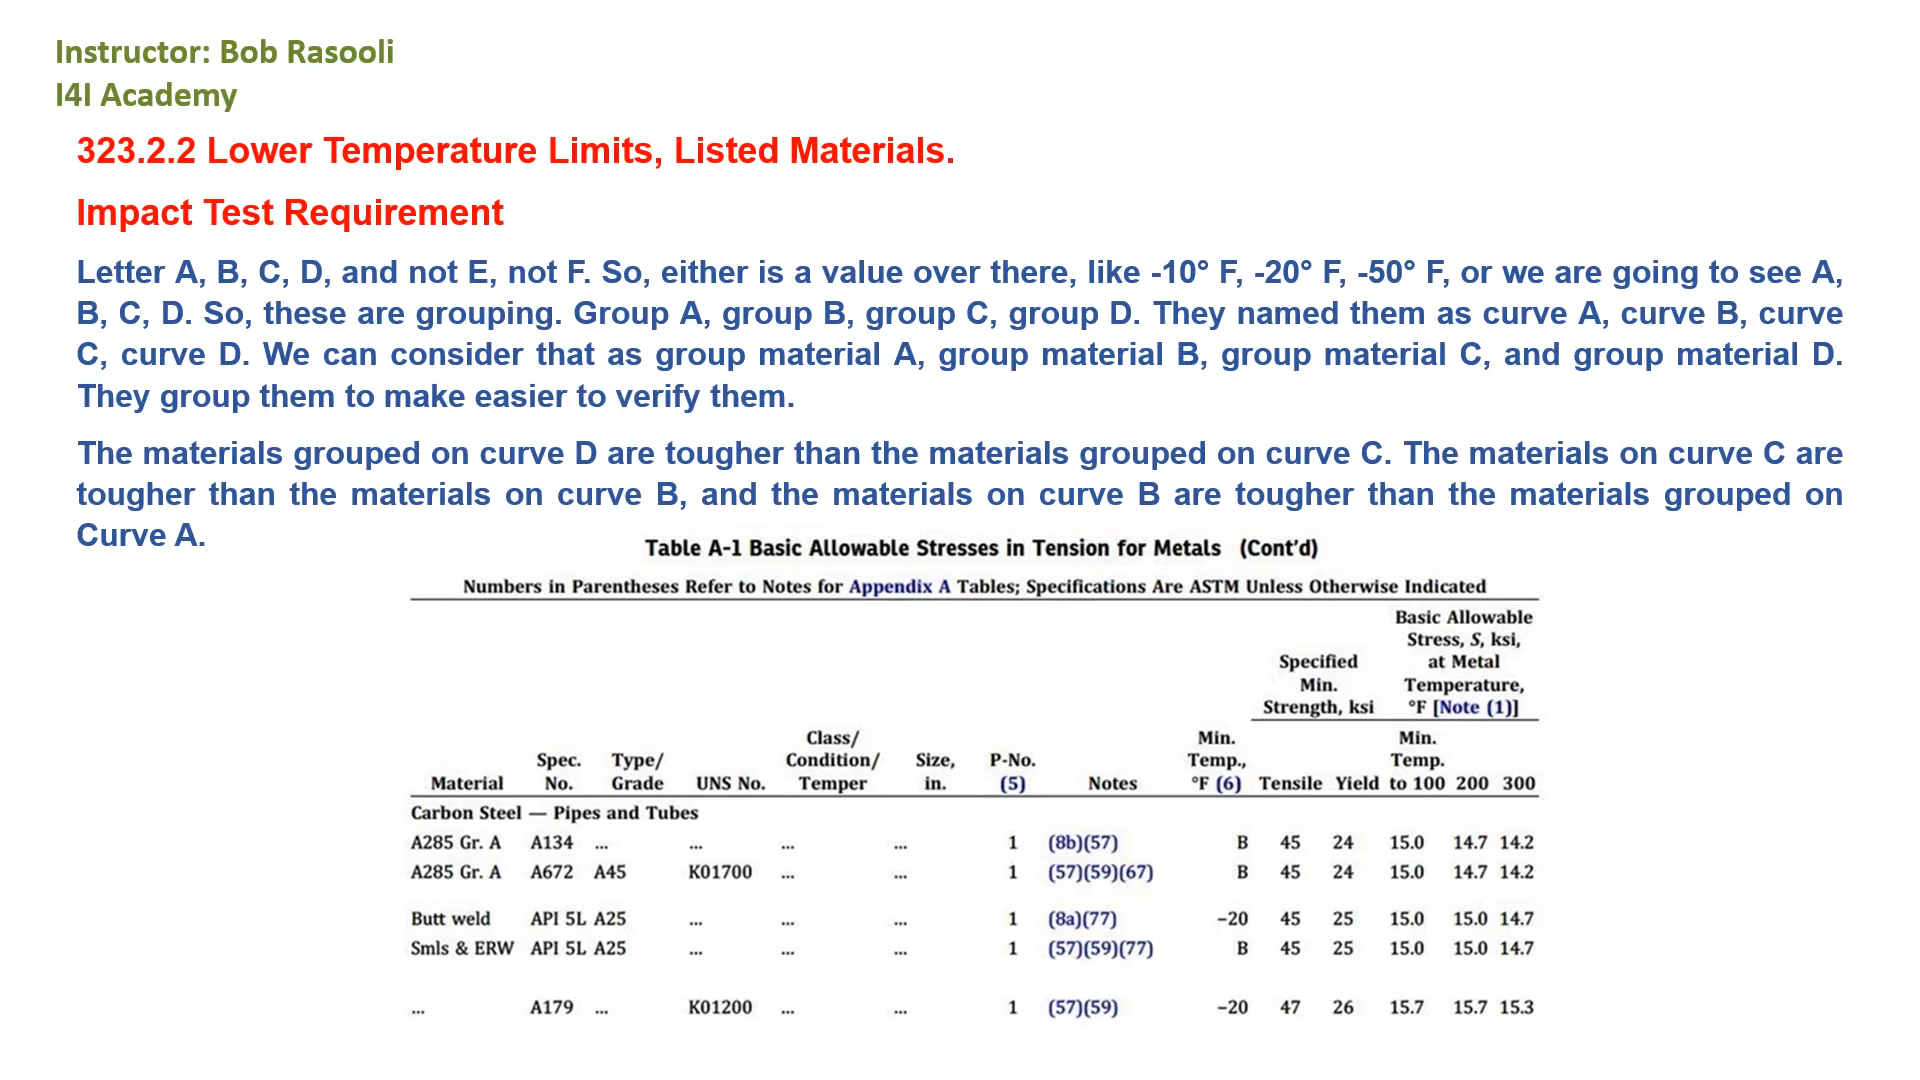 Instructor: Bob Rasooli
I4I Academy
323.2.2 Lower Temperature Limits, Listed Materials.
Impact Test Requirement
Letter A, B, C, D, and not E, not F. So, either is a value over there, like -10° F, -20° F, -50° F, or we are going to see A,
B, C, D. So, these are grouping. Group A, group B, group C, group D. They named them as curve A, curve B, curve
C, curve D. We can consider that as group material A, group material B, group material C, and group material D.
They group them to make easier to verify them.
The materials grouped on curve D are tougher than the materials grouped on curve C. The materials on curve C are
tougher than the materials on curve B, and the materials on curve B are tougher than the materials grouped on
Curve A.
Table A-1 Basic Allowable Stresses in Tension for Metals (Cont'd)
Numbers in Parentheses Refer to Notes for Appendix A Tables; Specifications Are ASTM Unless Otherwise Indicated
Basic Allowable
Stress, S, ksi,
Specified at Metal
Min. Temperature,
Strength, ksi °F [Note (1)]
Class/ Min. Min.
Spec. Type/ Condition/ Size, P-No. Temp., Temp.
Material No. Grade UNS No. Temper in. (5) Notes °F (6) Tensile Yield to 100 200 300
Carbon Steel — Pipes and Tubes
A285 Gr. A A134 ... ... ... ... 1 (8b)(57) B 45 24 15.0 14.7 14.2
A285 Gr. A A672 A45 K01700 ... ... 1 (57)(59)(67) B 45 24 15.0 14.7 14.2
Butt weld API 5L A25 ... ... ... 1 (8a)(77) −20 45 25 15.0 15.0 14.7
Smls & ERW API 5L A25 ... ... ... 1 (57)(59)(77) B 45 25 15.0 15.0 14.7
... A179 ... K01200 ... ... 1 (57)(59) −20 47 26 15.7 15.7 15.3